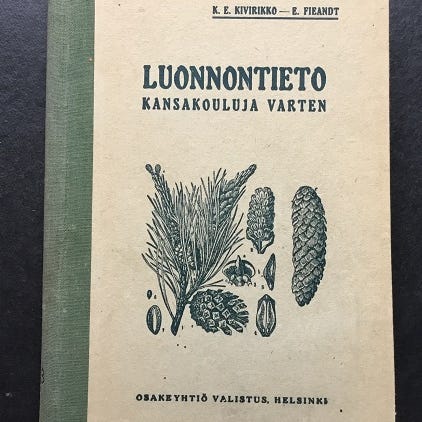 K. E. KIVIRIKKO — E. FIEANDT
LUONNONTIETO
KANSAKOULUJA VARTEN
OSAKEYHTIÖ VALISTUS, HELSINKI